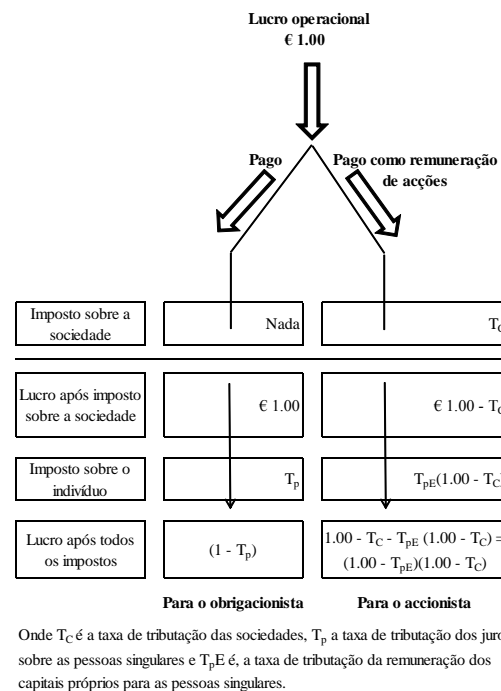 Lucro operacional
€ 1.00
Pago
Pago como remuneração
de acções
Imposto sobre a
sociedade
Nada
T
Lucro após imposto
sobre a sociedade
€ 1.00
€ 1.00 - T
Imposto sobre o
indivíduo
Tp
TpE(1.00 - TC)
Lucro após todos
os impostos
(1 - Tp)
1.00 - TC - TpE (1.00 - TC) =
(1.00 - TpE)(1.00 - TC)
Para o obrigacionista
Para o accionista
Onde TC é a taxa de tributação das sociedades, Tp a taxa de tributação dos juro
sobre as pessoas singulares e TpE é, a taxa de tributação da remuneração dos
capitais próprios para as pessoas singulares.